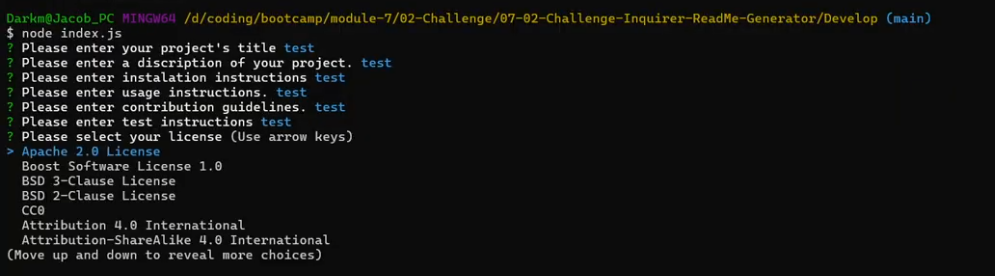 Darkm@Jacob_PC MINGW64 /d/coding/bootcamp/module-7/02-Challenge/07-02-Challenge-Inquirer-ReadMe-Generator/Develop (main)
$ node index.js
? Please enter your project's title test
? Please enter a discription of your project. test
? Please enter instalation instructions test
? Please enter usage instructions. test
? Please enter contribution guidelines. test
? Please enter test instructions test
? Please select your license (Use arrow keys)
> Apache 2.0 License
Boost Software License 1.0
BSD 3-Clause License
BSD 2-Clause License
CC0
Attribution 4.0 International
Attribution-ShareAlike 4.0 International
(Move up and down to reveal more choices)